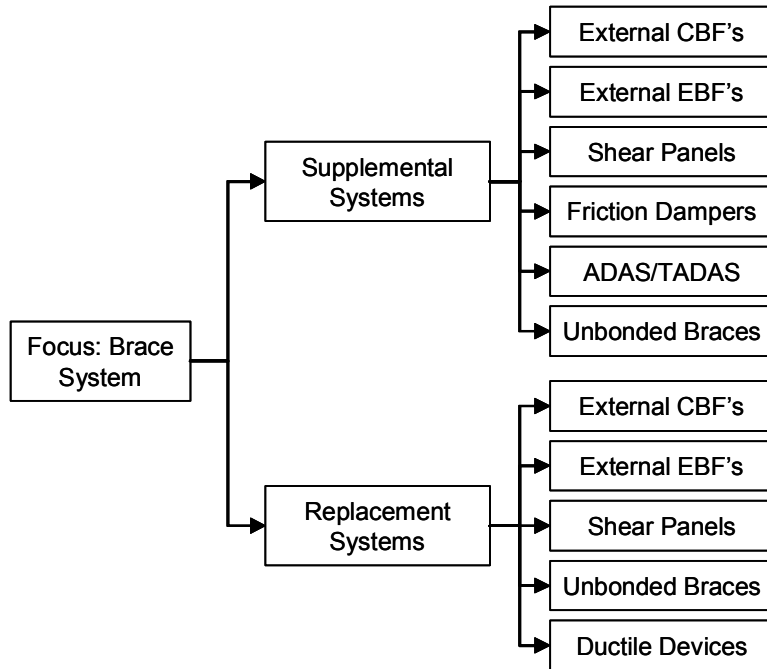 External CBF's
External EBF's
Shear Panels
Friction Dampers
ADAS/TADAS
Unbonded Braces
Supplemental
Systems
Focus: Brace
System
Replacement
Systems
External CBF's
External EBF's
Shear Panels
Unbonded Braces
Ductile Devices